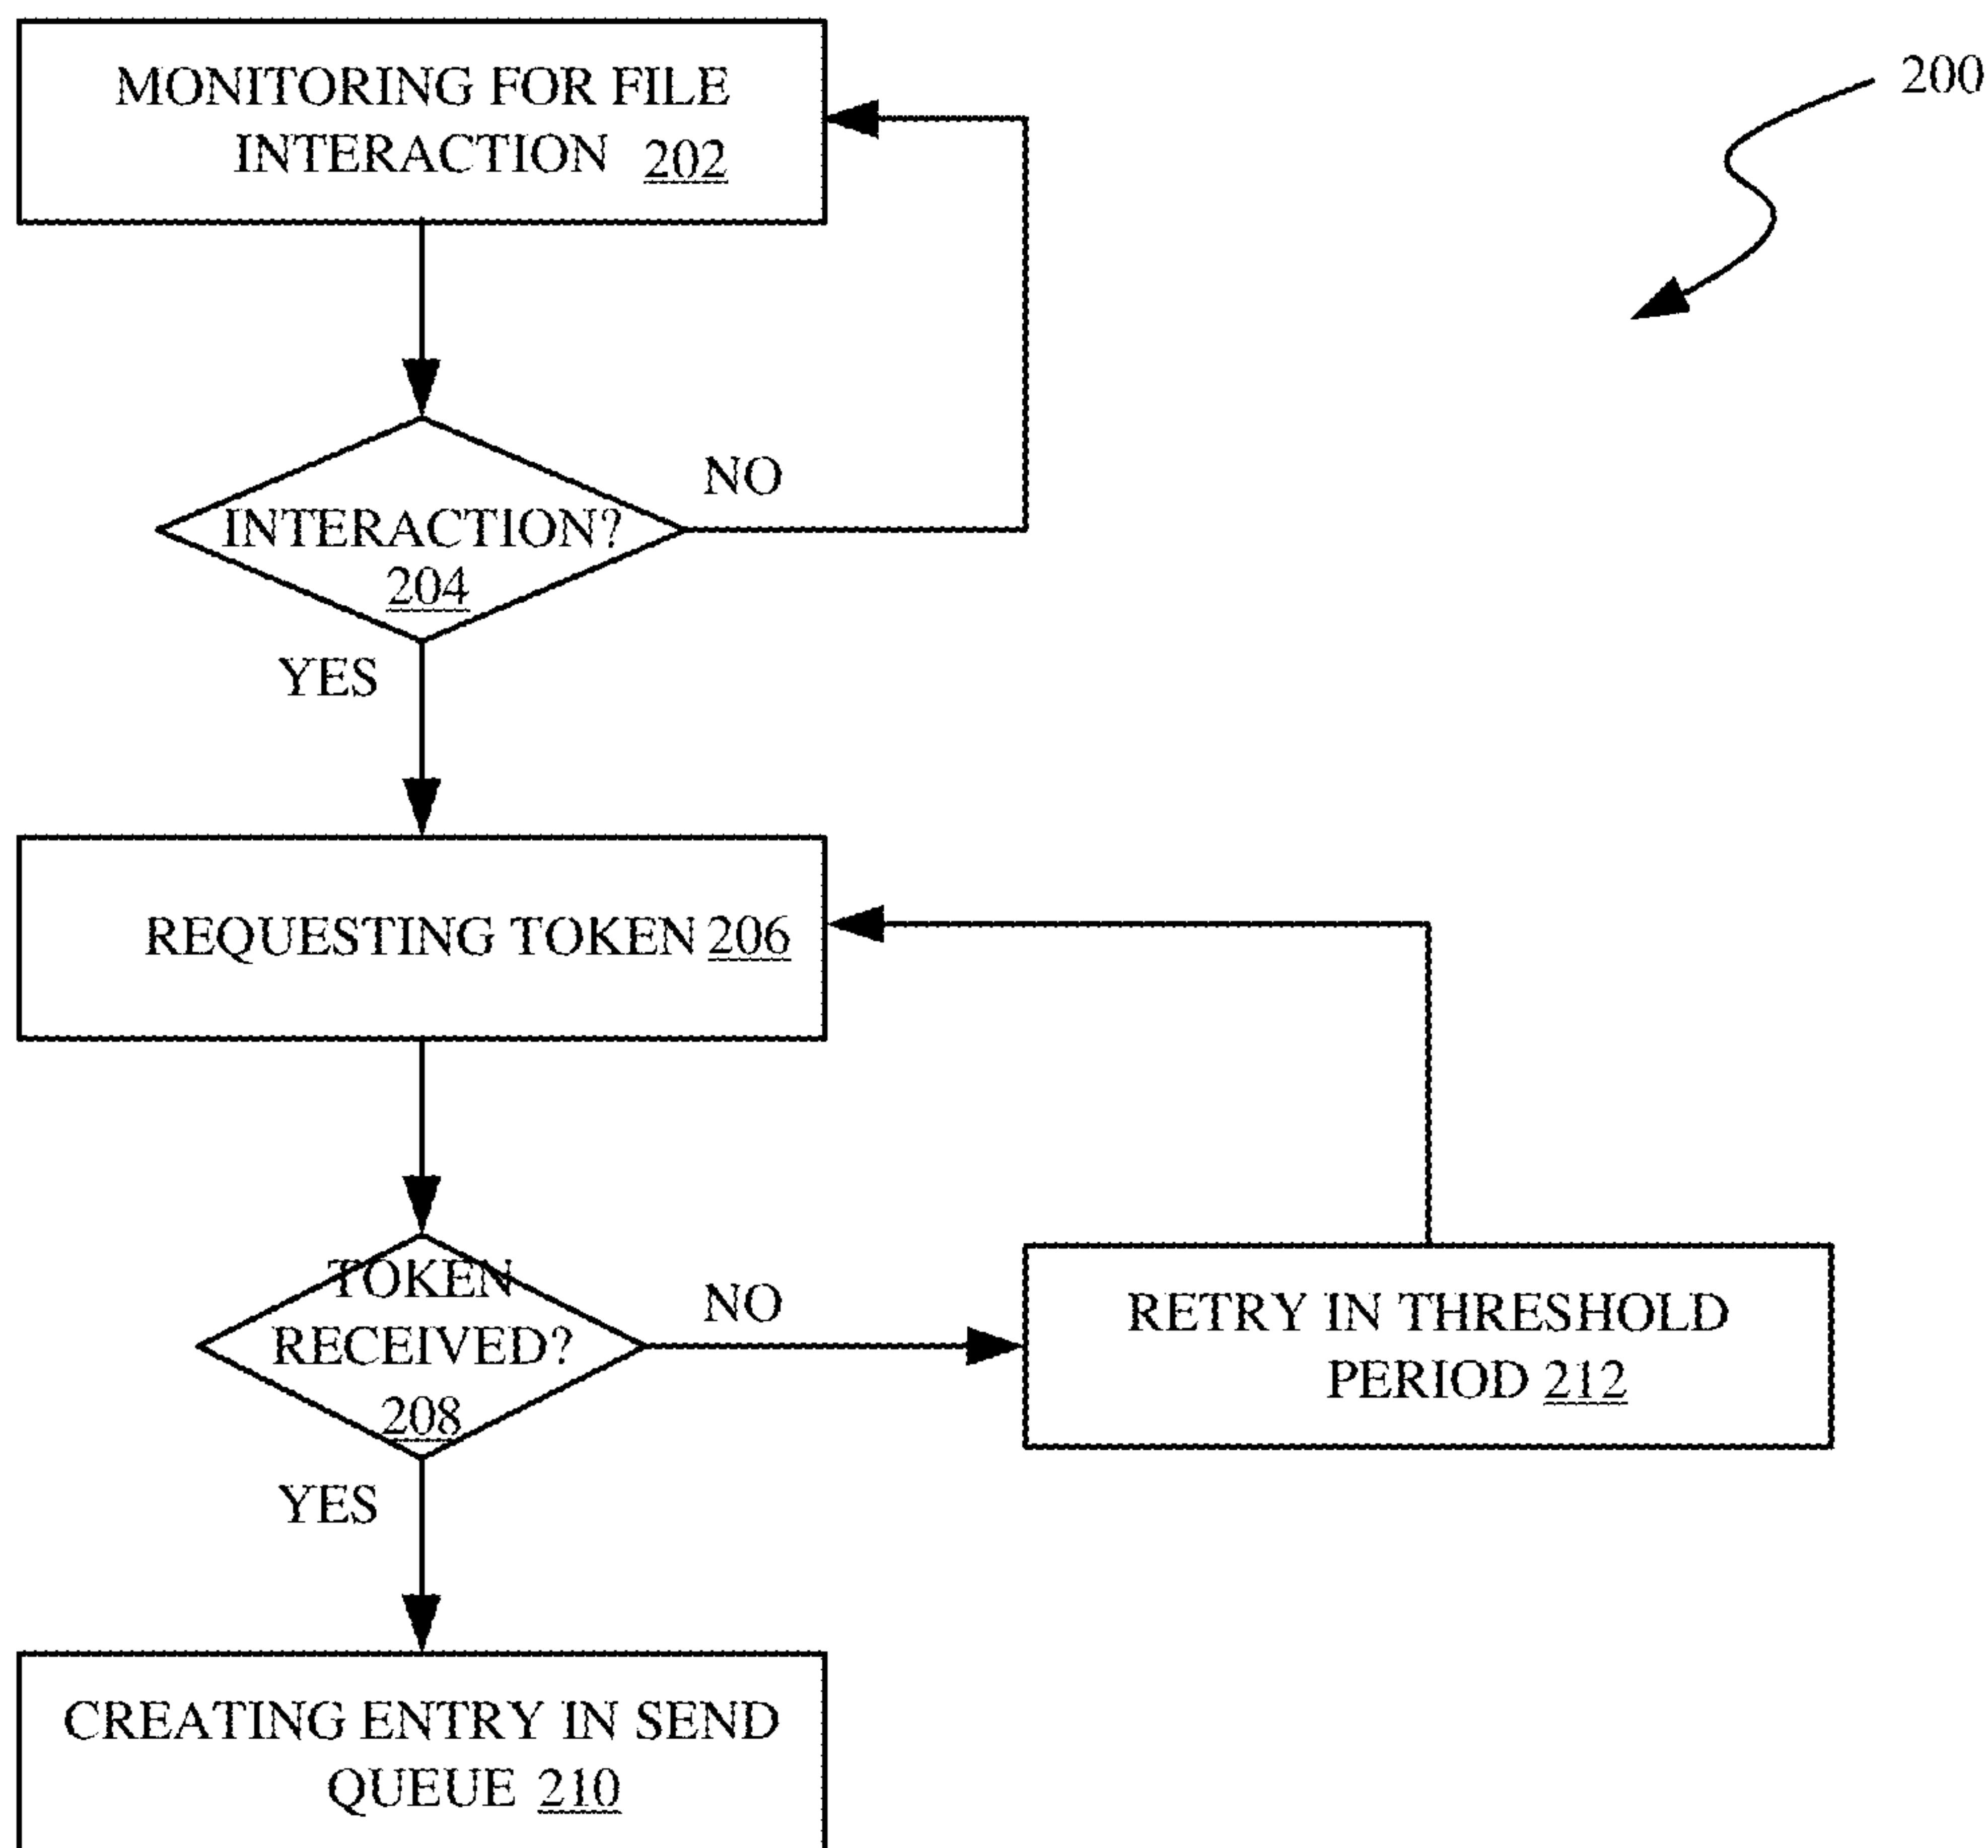 MONITORING FOR FILE
INTERACTION 202
200
NO
INTERACTION?
204
YES
REQUESTING TOKEN 206
TOKEN
RECEIVED?
208
NO
RETRY IN THRESHOLD
PERIOD 212
YES
CREATING ENTRY IN SEND
QUEUE 210